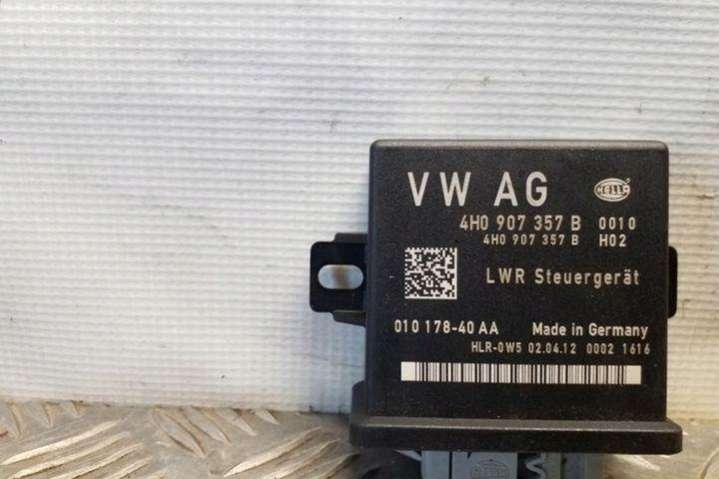 VW AG HELLA
4H0 907 357 B 0010
4H0 907 357 B H02
LWR Steuergerät
010 178-40 AA Made in Germany
HLR-0W5 02.04.12 0002 1616